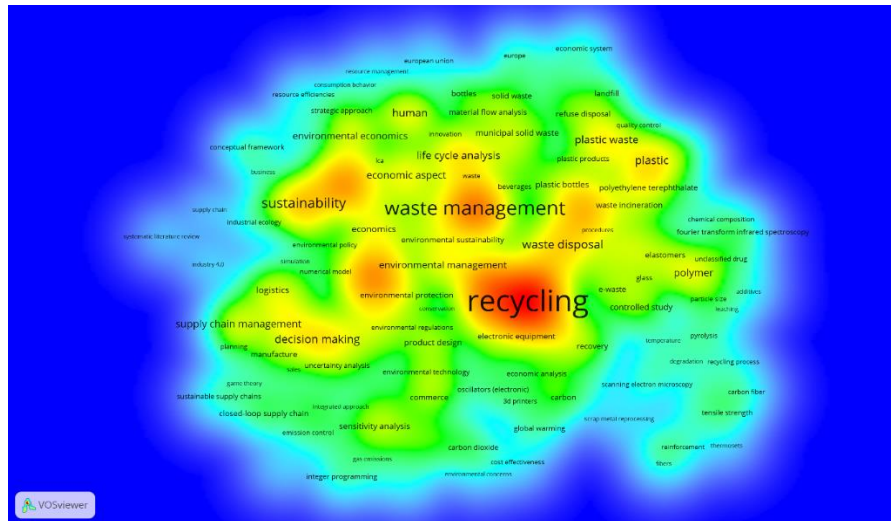 economic system
europe
european union
resource management
consumption behavior
resource efficiencies
bottles
solid waste
landfill
strategic approach
human
material flow analysis
refuse disposal
quality control
environmental economics
innovation
municipal solid waste
plastic waste
conceptual framework
lca
life cycle analysis
plastic products
plastic
business
economic aspect
waste
beverages
plastic bottles
polyethylene terephthalate
sustainability
waste management
waste incineration
supply chain
industrial ecology
economics
procedures
chemical composition
systematic literature review
environmental policy
environmental sustainability
waste disposal
fourier transform infrared spectroscopy
industry 4.0
simulation
numerical model
environmental management
elastomers
unclassified drug
glass
polymer
logistics
environmental protection
recycling
e-waste
additives
conservation
controlled study
particle size
leaching
supply chain management
environmental regulations
decision making
product design
electronic equipment
recovery
temperature
pyrolysis
planning
manufacture
sales
uncertainty analysis
environmental technology
economic analysis
degradation
recycling process
game theory
sustainable supply chains
commerce
oscillators (electronic)
3d printers
carbon
scanning electron microscopy
carbon fiber
closed-loop supply chain
integrated approach
scrap metal reprocessing
tensile strength
emission control
sensitivity analysis
global warming
carbon dioxide
reinforcement
thermosets
gas emissions
cost effectiveness
fibers
integer programming
environmental concerns
VOSviewer